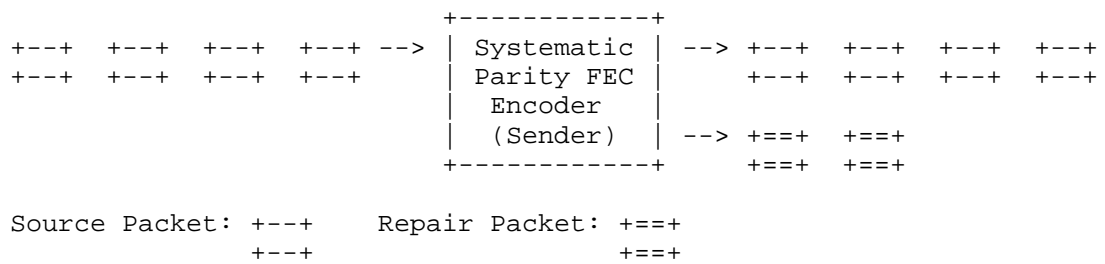 +------------+
+--+  +--+  +--+  +--+ -->  | Systematic | --> +--+  +--+  +--+  +--+
+--+  +--+  +--+  +--+      | Parity FEC |     +--+  +--+  +--+  +--+
                            |  Encoder   |
                            |  (Sender)  | --> +==+  +==+
                            +------------+     +==+  +==+

Source Packet: +--+    Repair Packet: +==+
               +--+                   +==+